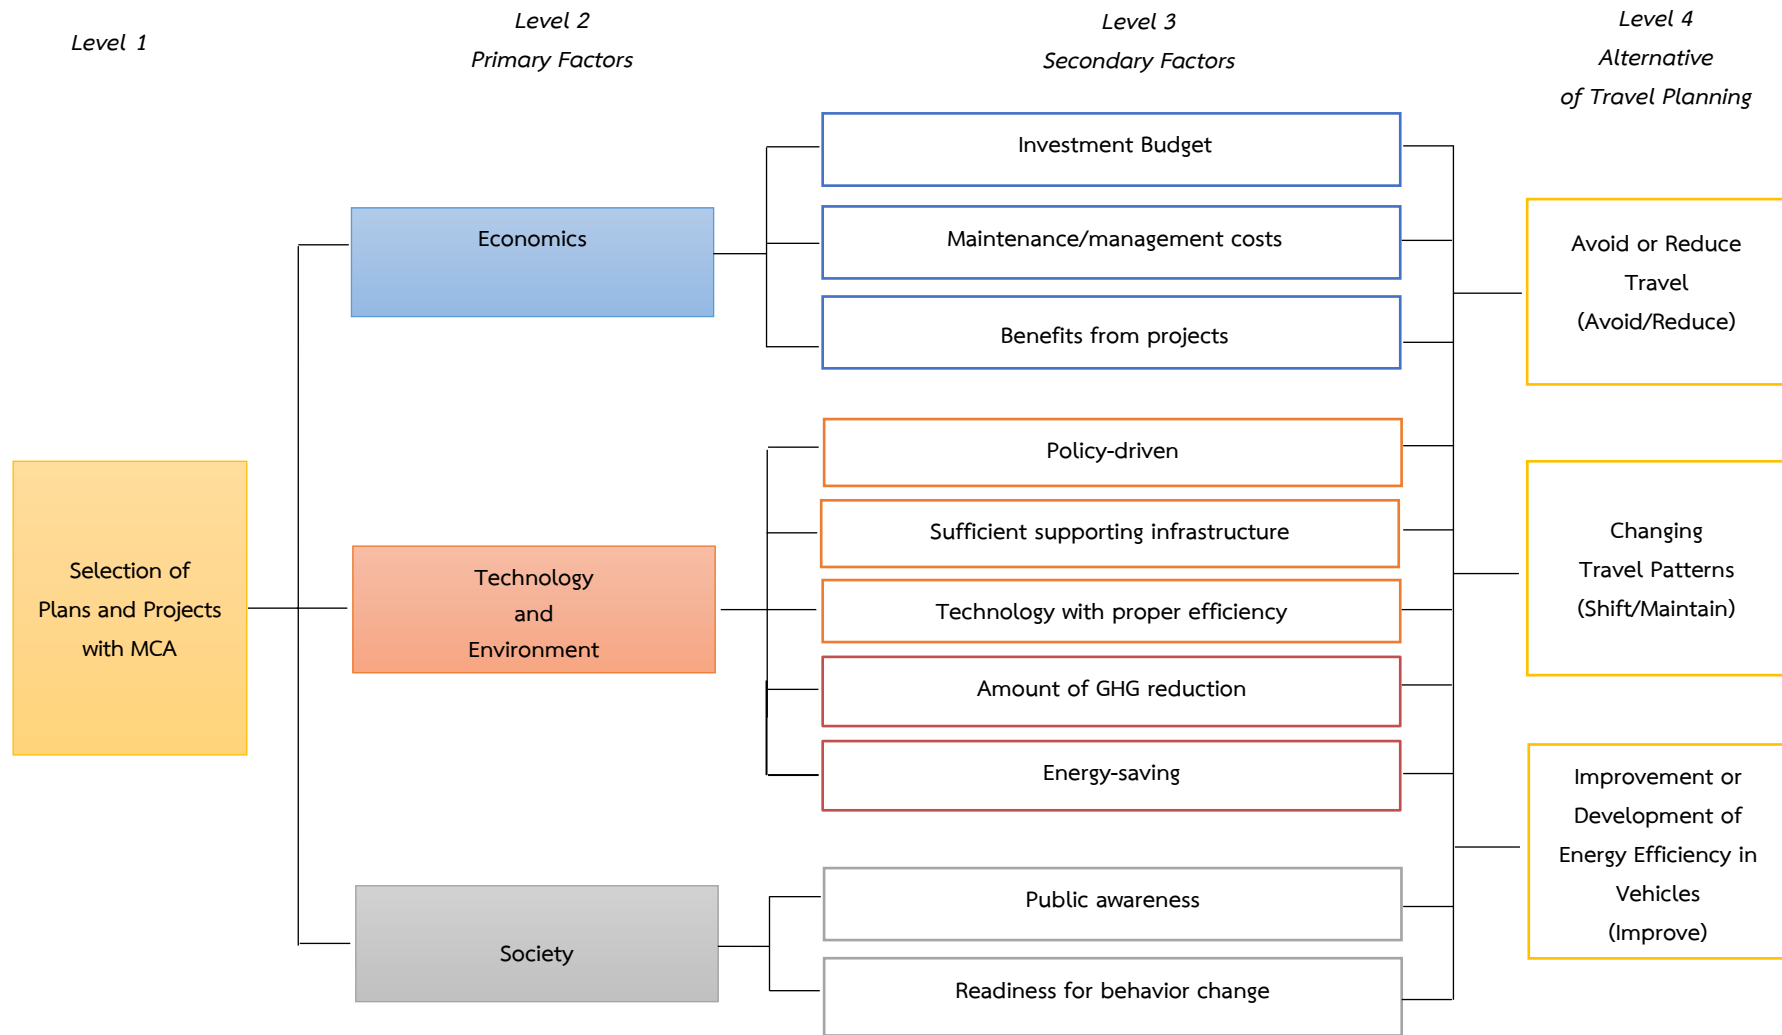 Level 1
Level 2
Primary Factors
Level 3
Secondary Factors
Level 4
Alternative
of Travel Planning
Selection of
Plans and Projects
with MCA
Economics
Technology
and
Environment
Society
Investment Budget
Maintenance/management costs
Benefits from projects
Policy-driven
Sufficient supporting infrastructure
Technology with proper efficiency
Amount of GHG reduction
Energy-saving
Public awareness
Readiness for behavior change
Avoid or Reduce
Travel
(Avoid/Reduce)
Changing
Travel Patterns
(Shift/Maintain)
Improvement or
Development of
Energy Efficiency in
Vehicles
(Improve)